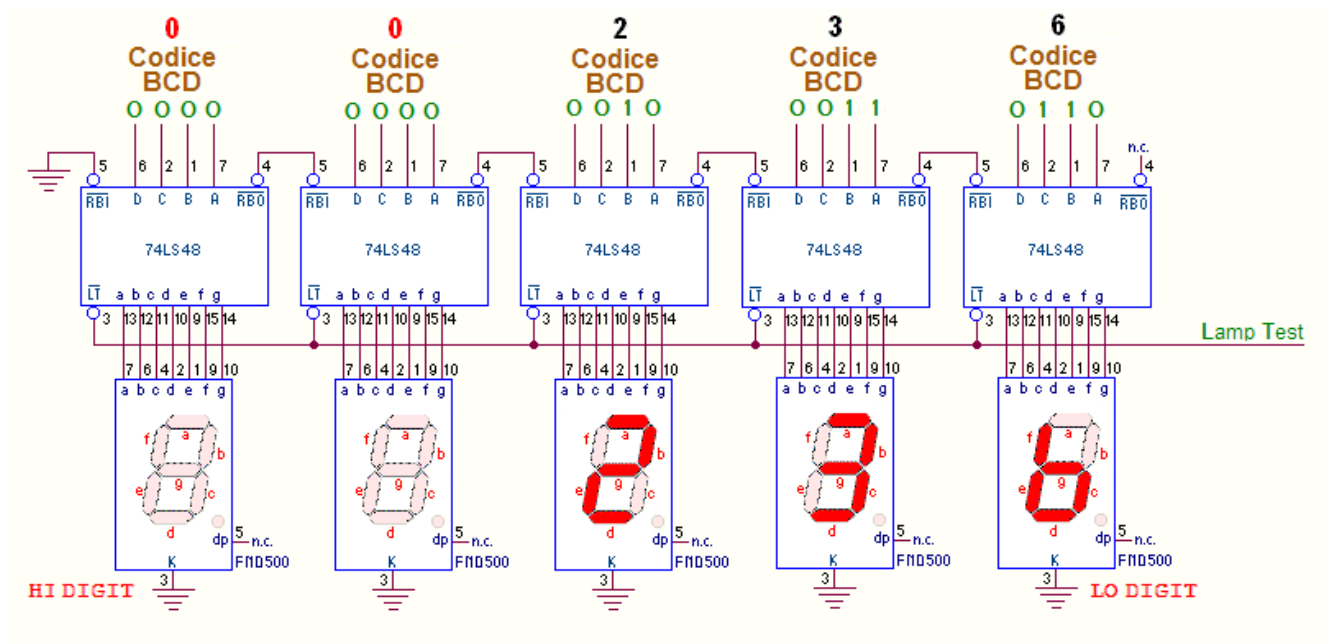 0 0 2 3 6
Codice Codice Codice Codice Codice
BCD BCD BCD BCD BCD
0 0 0 0 0 0 0 0 0 0 1 0 0 0 1 1 0 1 1 0
n.c.
5 6 2 1 7 4 5 6 2 1 7 4 5 6 2 1 7 4 5 6 2 1 7 4 5 6 2 1 7 4
RBI D C B A RBO RBI D C B A RBO RBI D C B A RBO RBI D C B A RBO RBI D C B A RBO
74LS48 74LS48 74LS48 74LS48 74LS48
LT a b c d e f g LT a b c d e f g LT a b c d e f g LT a b c d e f g LT a b c d e f g
3 13 12 11 10 9 15 14 3 13 12 11 10 9 15 14 3 13 12 11 10 9 15 14 3 13 12 11 10 9 15 14 3 13 12 11 10 9 15 14
Lamp Test
7 6 4 2 1 9 10 7 6 4 2 1 9 10 7 6 4 2 1 9 10 7 6 4 2 1 9 10 7 6 4 2 1 9 10
a b c d e f g a b c d e f g a b c d e f g a b c d e f g a b c d e f g
f a b f a b f a b f a b f a b
e g c e g c e g c e g c e g c
d d d d d
dp 5 n.c. dp 5 n.c. dp 5 n.c. dp 5 n.c. dp 5 n.c.
K FND500 K FND500 K FND500 K FND500 K FND500
3 3 3 3 3
HI DIGIT LO DIGIT